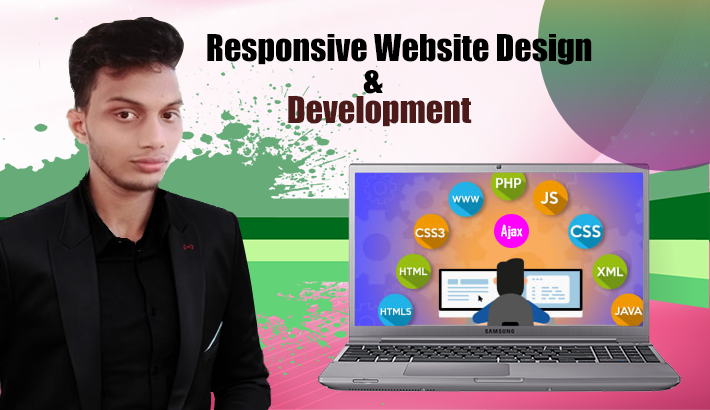 Responsive Website Design
&
Development
PHP
JS
www
CSS3
Ajax
CSS
HTML
XML
HTML5
JAVA
SAMSUNG